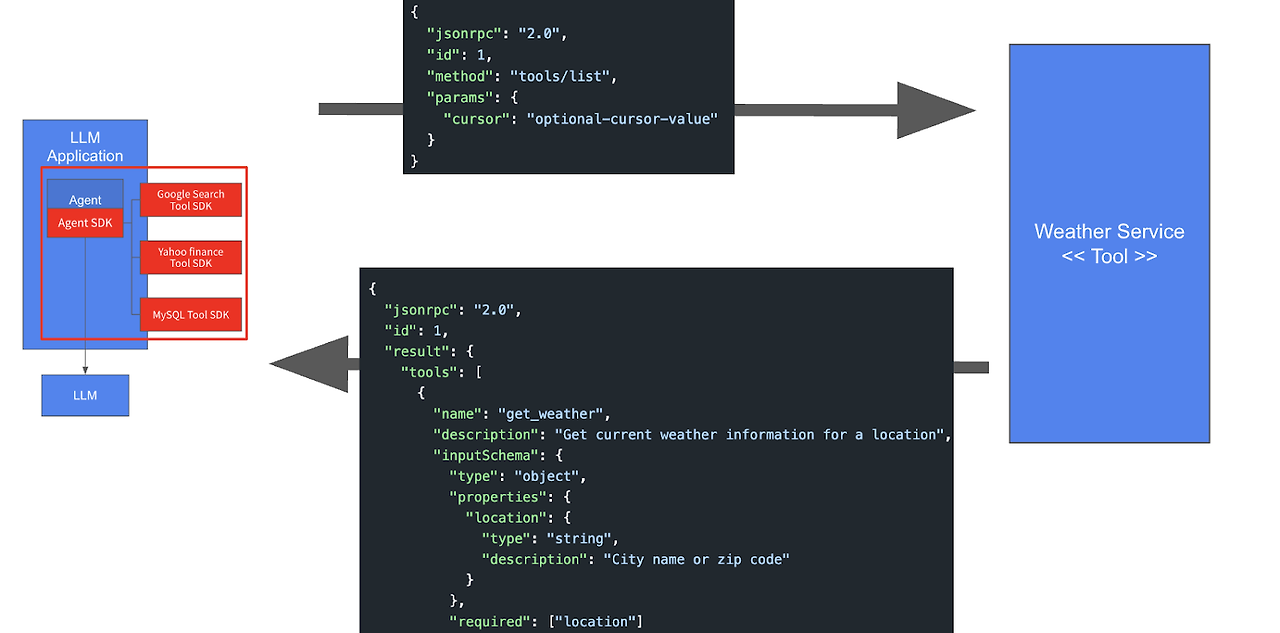 {
  "jsonrpc": "2.0",
  "id": 1,
  "method": "tools/list",
  "params": {
    "cursor": "optional-cursor-value"
  }
}
LLM
Application
Agent
Agent SDK
Google Search
Tool SDK
Yahoo finance
Tool SDK
MySQL Tool SDK
LLM
{
  "jsonrpc": "2.0",
  "id": 1,
  "result": {
    "tools": [
      {
        "name": "get_weather",
        "description": "Get current weather information for a location",
        "inputSchema": {
          "type": "object",
          "properties": {
            "location": {
              "type": "string",
              "description": "City name or zip code"
            }
          },
          "required": ["location"]
Weather Service
<< Tool >>